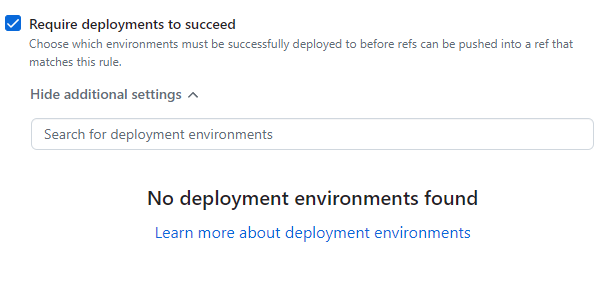 Require deployments to succeed
Choose which environments must be successfully deployed to before refs can be pushed into a ref that
matches this rule.
Hide additional settings
Search for deployment environments
No deployment environments found
Learn more about deployment environments